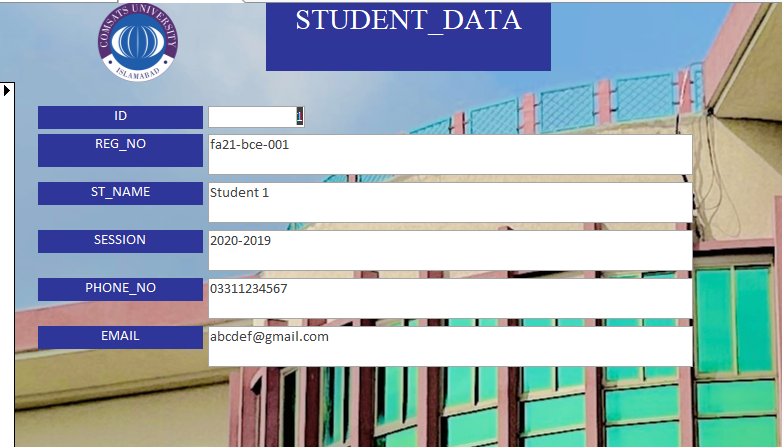 COMSATS UNIVERSITY
ISLAMABAD
STUDENT_DATA
ID 1
REG_NO fa21-bce-001
ST_NAME Student 1
SESSION 2020-2019
PHONE_NO 03311234567
EMAIL abcdef@gmail.com